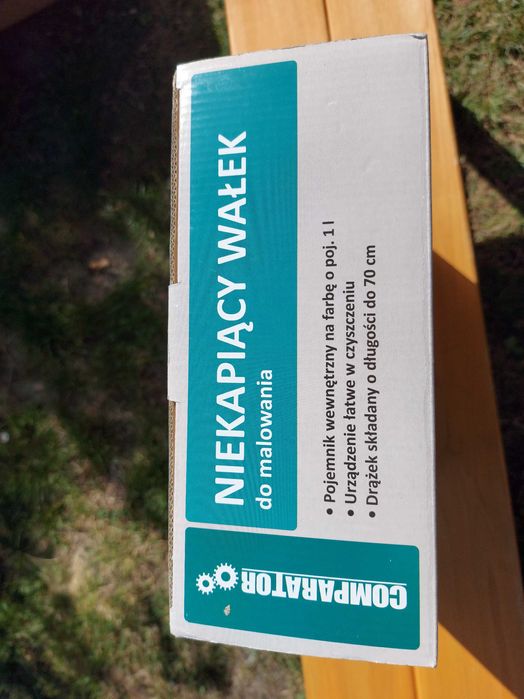 NIEKAPIĄCY WAŁEK
do malowania
• Pojemnik wewnętrzny na farbę o poj. 1 l
• Urządzenie łatwe w czyszczeniu
• Drążek składany o długości do 70 cm
COMPARATOR